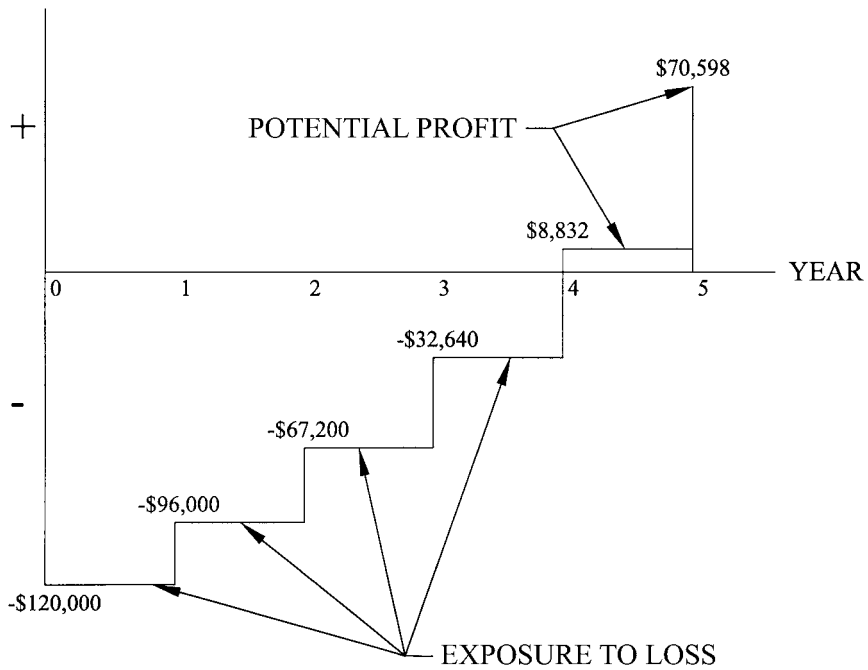 $70,598
+
POTENTIAL PROFIT
$8,832
YEAR
0 1 2 3 4 5
-$32,640
-
-$67,200
-$96,000
-$120,000
EXPOSURE TO LOSS